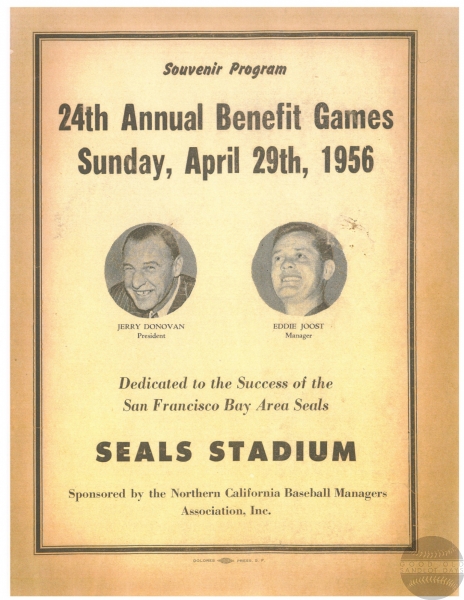 Souvenir Program
24th Annual Benefit Games
Sunday, April 29th, 1956
JERRY DONOVAN
President
EDDIE JOOST
Manager
Dedicated to the Success of the
San Francisco Bay Area Seals
SEALS STADIUM
Sponsored by the Northern California Baseball Managers
Association, Inc.
DOLORES PRESS, S. F.